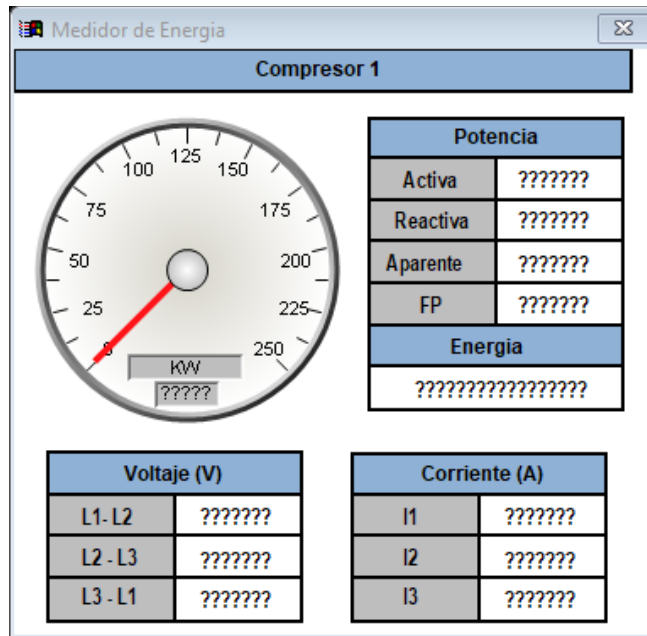 Medidor de Energia
Compresor 1
125
100
150
75
175
50
200
25
225
0
250
KW
?????
Potencia
Activa ???????
Reactiva ???????
Aparente ???????
FP ???????
Energia
?????????????????
Voltaje (V)
L1- L2 ???????
L2 - L3 ???????
L3 - L1 ???????
Corriente (A)
I1 ???????
I2 ???????
I3 ???????